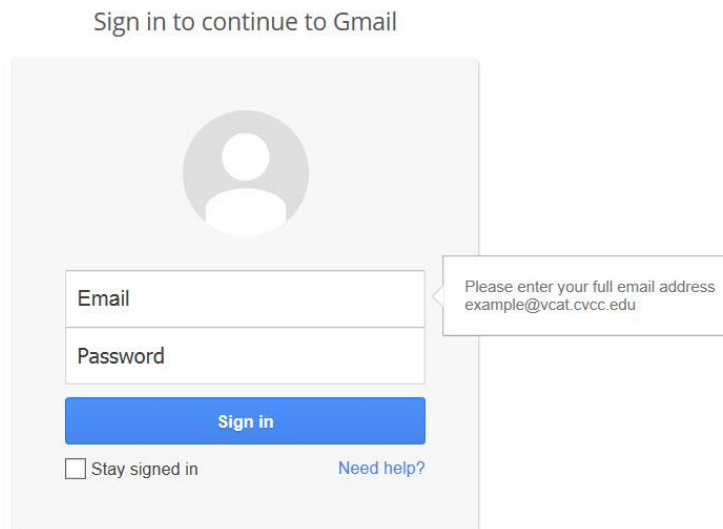 Sign in to continue to Gmail
Email
Please enter your full email address
example@vcat.cvcc.edu
Password
Sign in
Stay signed in
Need help?